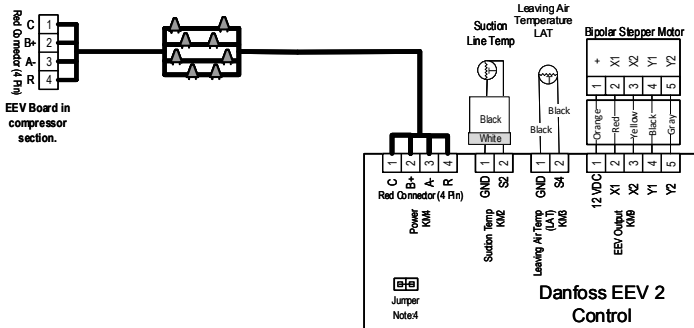 C 1
B+ 2
A- 3
R 4
Red Connector (4 Pin)
EEV Board in
compressor
section.
Suction
Line Temp
Black
White
Leaving Air
Temperature
LAT
Black
Black
Bipolar Stepper Motor
+ X1 X2 Y1 Y2
1 2 3 4 5
Orange Red Yellow Black Gray
1 2 3 4
C B+ A- R
Red Connector (4 Pin)
Power
KM4
1 2
GND S2
Suction Temp
KM2
1 2
GND S4
Leaving Air Temp
(LAT)
KM3
1 2 3 4 5
12 VDC X1 X2 Y1 Y2
EEV Output
KM9
Jumper
Note:4
Danfoss EEV 2
Control